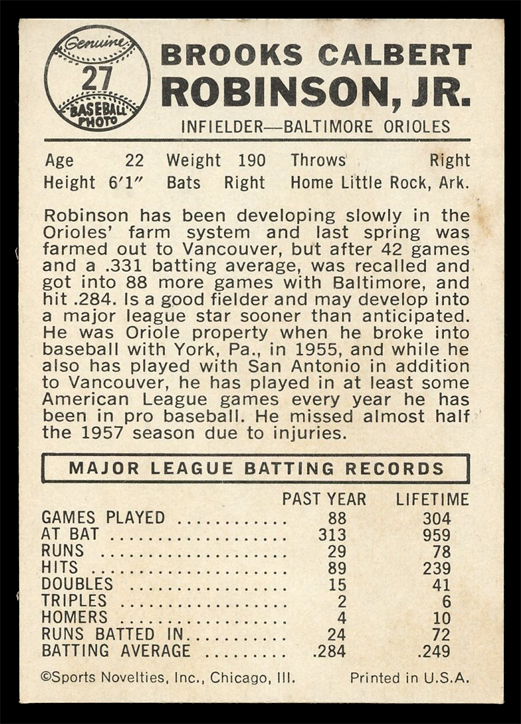 Genuine
27
BASEBALL
PHOTO
BROOKS CALBERT
ROBINSON, JR.
INFIELDER—BALTIMORE ORIOLES
Age 22 Weight 190 Throws Right
Height 6'1" Bats Right Home Little Rock, Ark.
Robinson has been developing slowly in the
Orioles' farm system and last spring was
farmed out to Vancouver, but after 42 games
and a .331 batting average, was recalled and
got into 88 more games with Baltimore, and
hit .284. Is a good fielder and may develop into
a major league star sooner than anticipated.
He was Oriole property when he broke into
baseball with York, Pa., in 1955, and while he
also has played with San Antonio in addition
to Vancouver, he has played in at least some
American League games every year he has
been in pro baseball. He missed almost half
the 1957 season due to injuries.
MAJOR LEAGUE BATTING RECORDS
PAST YEAR LIFETIME
GAMES PLAYED ............ 88 304
AT BAT .................... 313 959
RUNS ...................... 29 78
HITS ....................... 89 239
DOUBLES .................. 15 41
TRIPLES ................... 2 6
HOMERS ................... 4 10
RUNS BATTED IN........... 24 72
BATTING AVERAGE ......... .284 .249
©Sports Novelties, Inc., Chicago, Ill. Printed in U.S.A.